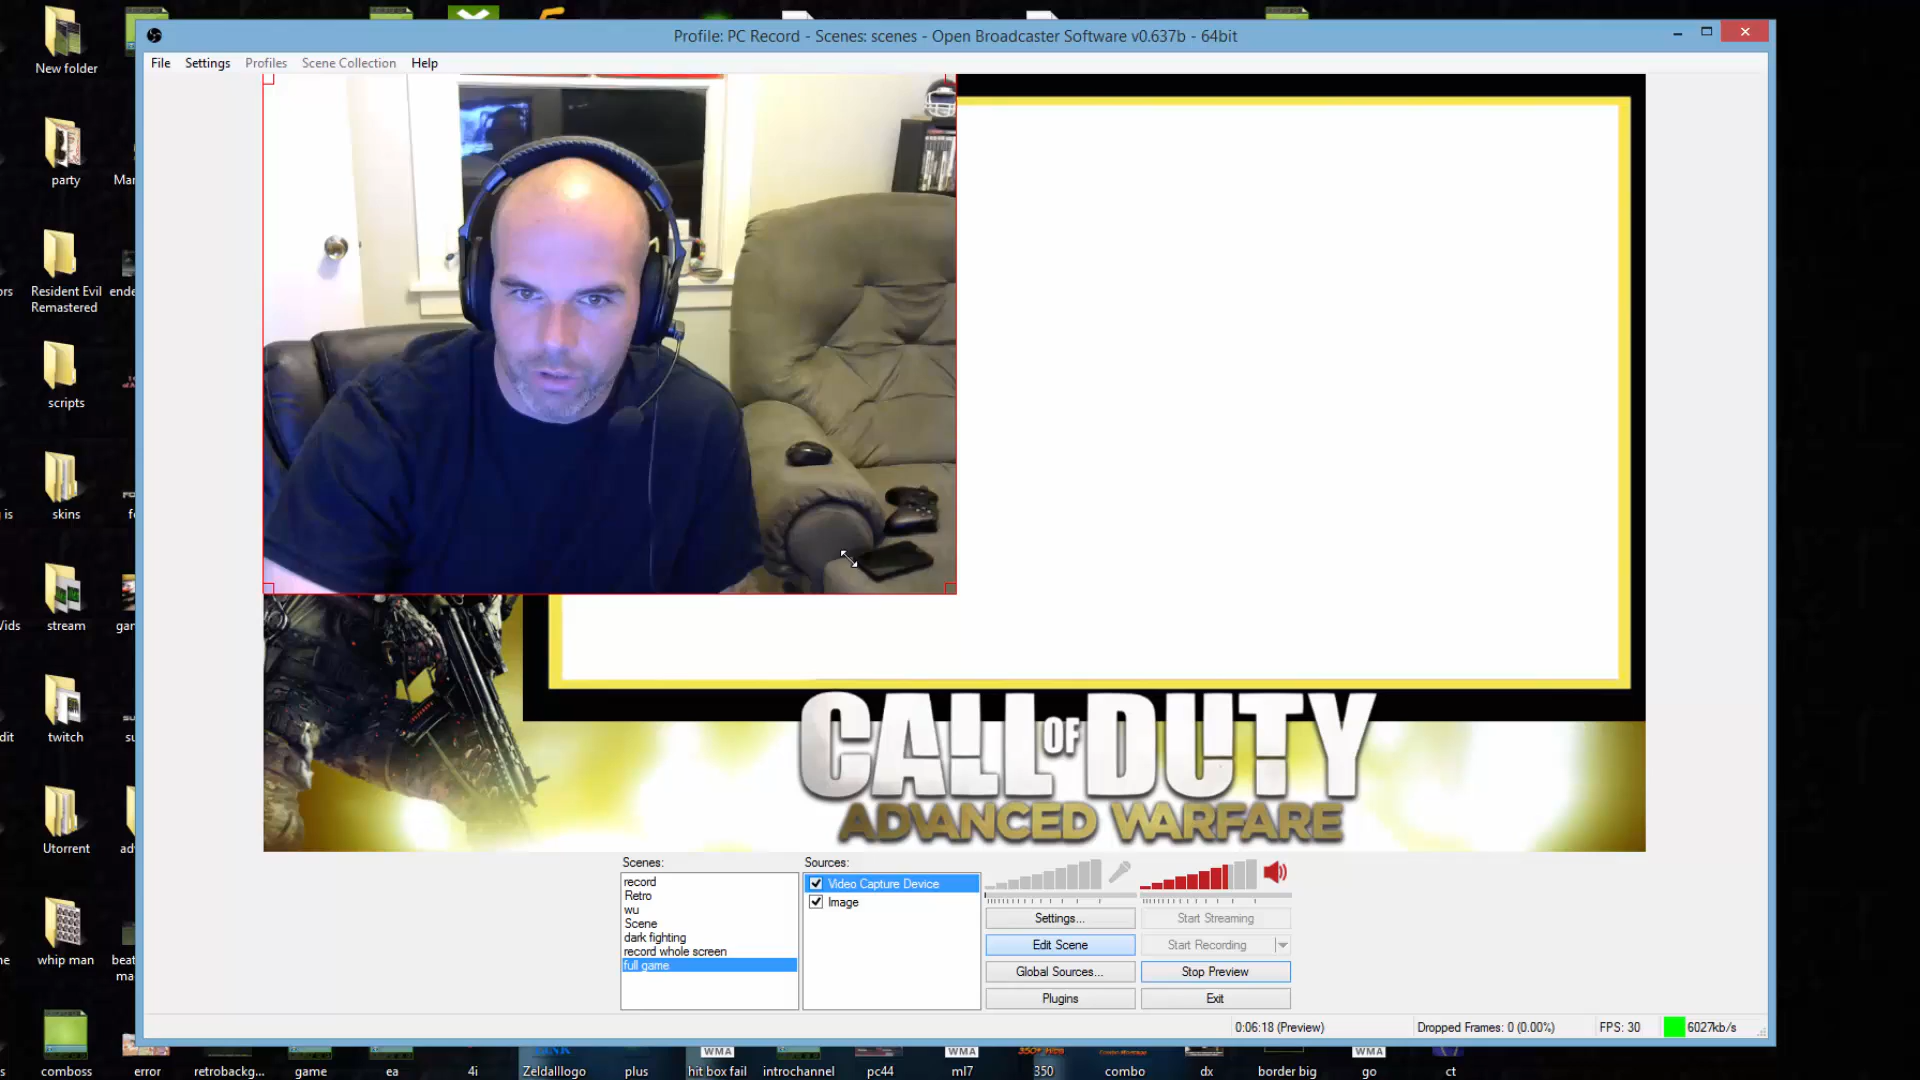 Profile: PC Record - Scenes: scenes - Open Broadcaster Software v0.637b - 64bit
File Settings Profiles Scene Collection Help
New folder
party
Resident Evil
Remastered
scripts
skins
stream
twitch
Utorrent
whip man
comboss
CALL OF DUTY
ADVANCED WARFARE
Scenes:
record
Retro
wu
Scene
dark fighting
record whole screen
full game
Sources:
Video Capture Device
Image
Settings...
Start Streaming
Edit Scene
Start Recording
Global Sources...
Stop Preview
Plugins
Exit
0:06:18 (Preview)
Dropped Frames: 0 (0.00%)
FPS: 30
6027kb/s
WMA
WMA
WMA
error
retrobackg...
game
ea
4i
Zeldalllogo
plus
hit box fail
introchannel
pc44
ml7
350
combo
dx
border big
go
ct